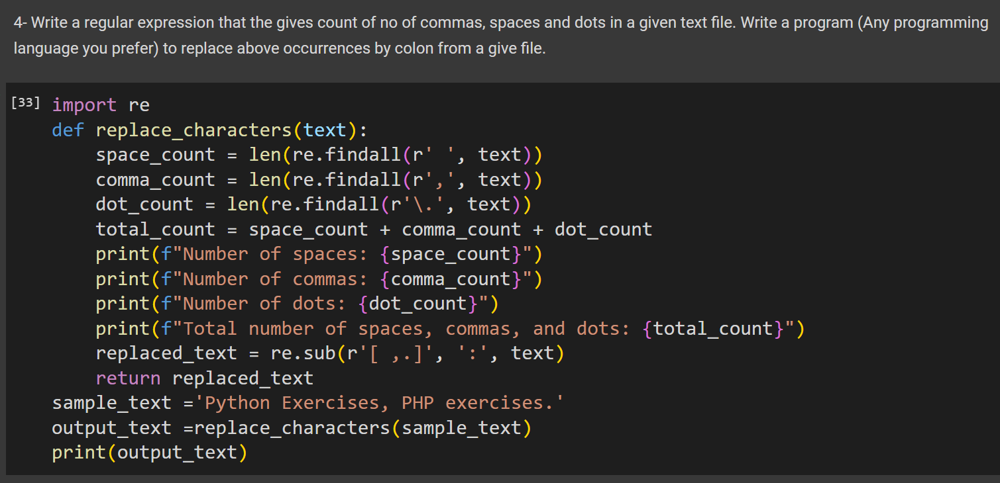 4- Write a regular expression that the gives count of no of commas, spaces and dots in a given text file. Write a program (Any programming
language you prefer) to replace above occurrences by colon from a give file.
[33] import re
def replace_characters(text):
    space_count = len(re.findall(r' ', text))
    comma_count = len(re.findall(r',', text))
    dot_count = len(re.findall(r'\.', text))
    total_count = space_count + comma_count + dot_count
    print(f"Number of spaces: {space_count}")
    print(f"Number of commas: {comma_count}")
    print(f"Number of dots: {dot_count}")
    print(f"Total number of spaces, commas, and dots: {total_count}")
    replaced_text = re.sub(r'[ ,.]', ':', text)
    return replaced_text
sample_text ='Python Exercises, PHP exercises.'
output_text =replace_characters(sample_text)
print(output_text)